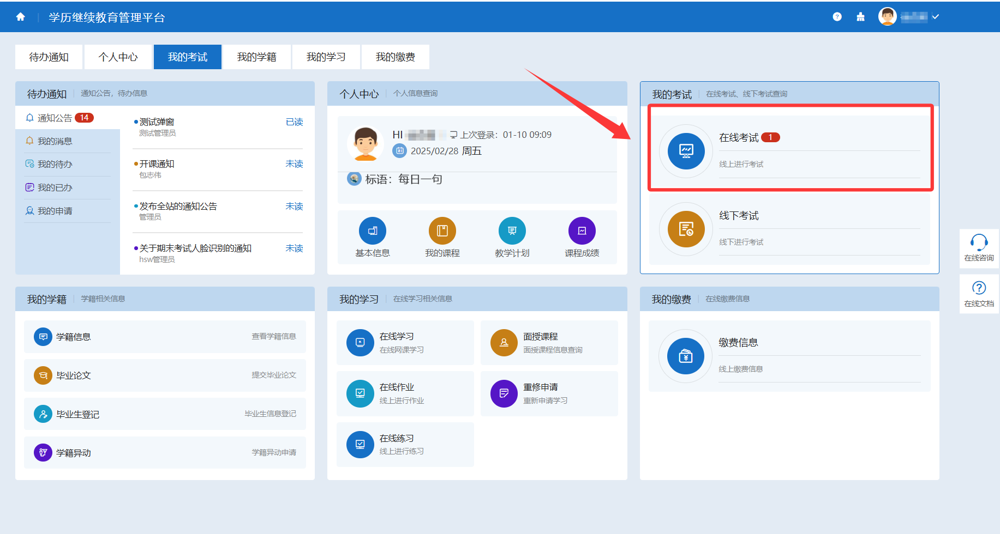 学历继续教育管理平台
待办通知
个人中心
我的考试
我的学籍
我的学习
我的缴费
待办通知 通知公告，待办信息
通知公告 14
我的消息
我的待办
我的已办
我的申请
测试弹窗 已读
测试管理员
开课通知 未读
包志伟
发布全站的通知公告 未读
管理员
关于期末考试人脸识别的通知 未读
hsw管理员
个人中心 个人信息查询
HI 上次登录：01-10 09:09
2025/02/28 周五
标语：每日一句
基本信息
我的课程
教学计划
课程成绩
我的考试 在线考试、线下考试查询
在线考试 1
线上进行考试
线下考试
线下进行考试
我的学籍 学籍相关信息
学籍信息 查看学籍信息
毕业论文 提交毕业论文
毕业生登记 毕业生信息登记
学籍异动 学籍异动申请
我的学习 在线学习相关信息
在线学习
在线网课学习
面授课程
面授课程信息查询
在线作业
线上进行作业
重修申请
重新申请学习
在线练习
线上进行练习
我的缴费 在线缴费信息
缴费信息
线上缴费信息
在线咨询
在线文档